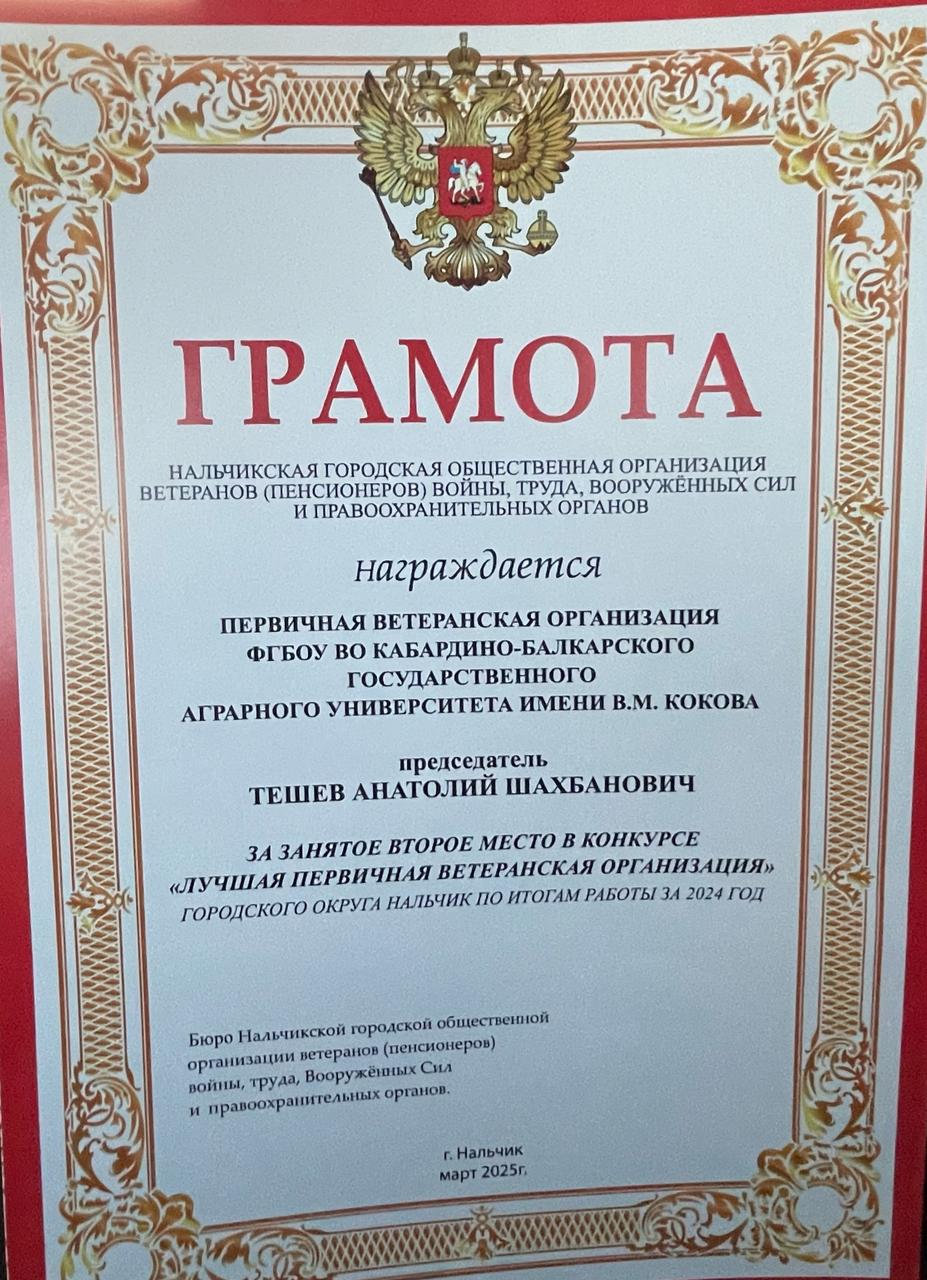 ГРАМОТА
НАЛЬЧИКСКАЯ ГОРОДСКАЯ ОБЩЕСТВЕННАЯ ОРГАНИЗАЦИЯ
ВЕТЕРАНОВ (ПЕНСИОНЕРОВ) ВОЙНЫ, ТРУДА, ВООРУЖЁННЫХ СИЛ
И ПРАВООХРАНИТЕЛЬНЫХ ОРГАНОВ
награждается
ПЕРВИЧНАЯ ВЕТЕРАНСКАЯ ОРГАНИЗАЦИЯ
ФГБОУ ВО КАБАРДИНО-БАЛКАРСКОГО
ГОСУДАРСТВЕННОГО
АГРАРНОГО УНИВЕРСИТЕТА ИМЕНИ В.М. КОКОВА
председатель
ТЕШЕВ АНАТОЛИЙ ШАХБАНОВИЧ
ЗА ЗАНЯТОЕ ВТОРОЕ МЕСТО В КОНКУРСЕ
«ЛУЧШАЯ ПЕРВИЧНАЯ ВЕТЕРАНСКАЯ ОРГАНИЗАЦИЯ»
ГОРОДСКОГО ОКРУГА НАЛЬЧИК ПО ИТОГАМ РАБОТЫ ЗА 2024 ГОД
Бюро Нальчикской городской общественной
организации ветеранов (пенсионеров)
войны, труда, Вооружённых Сил
и правоохранительных органов.
г. Нальчик
март 2025г.